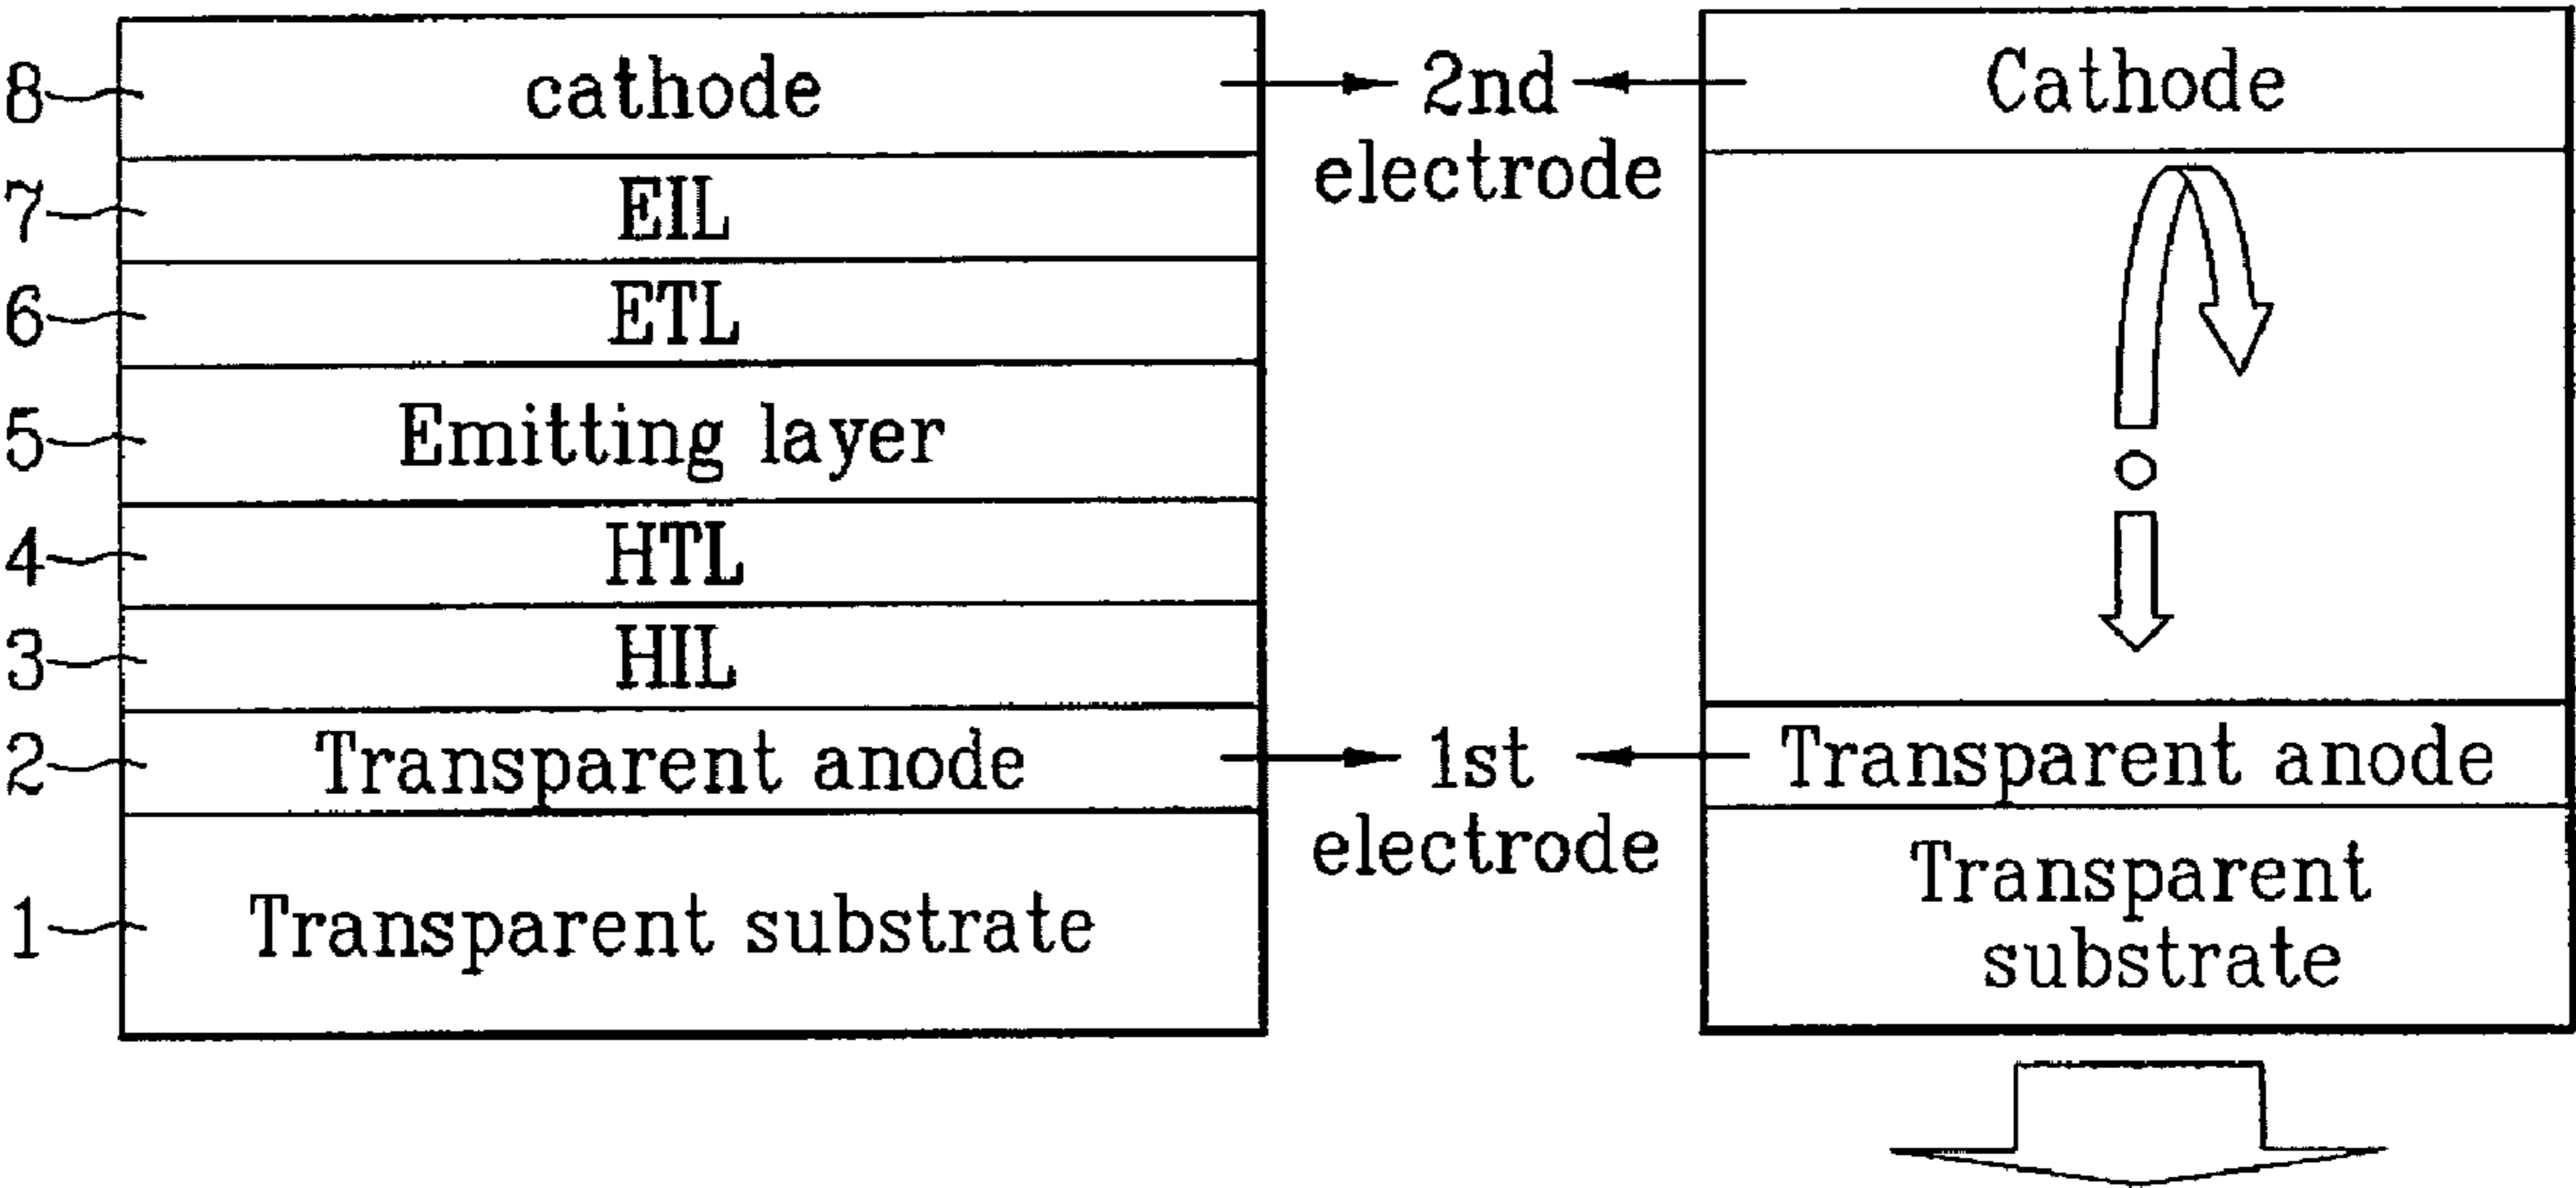 8
cathode
7
EIL
6
ETL
5
Emitting layer
4
HTL
3
HIL
2
Transparent anode
1
Transparent substrate
2nd
electrode
1st
electrode
Cathode
Transparent anode
Transparent
substrate